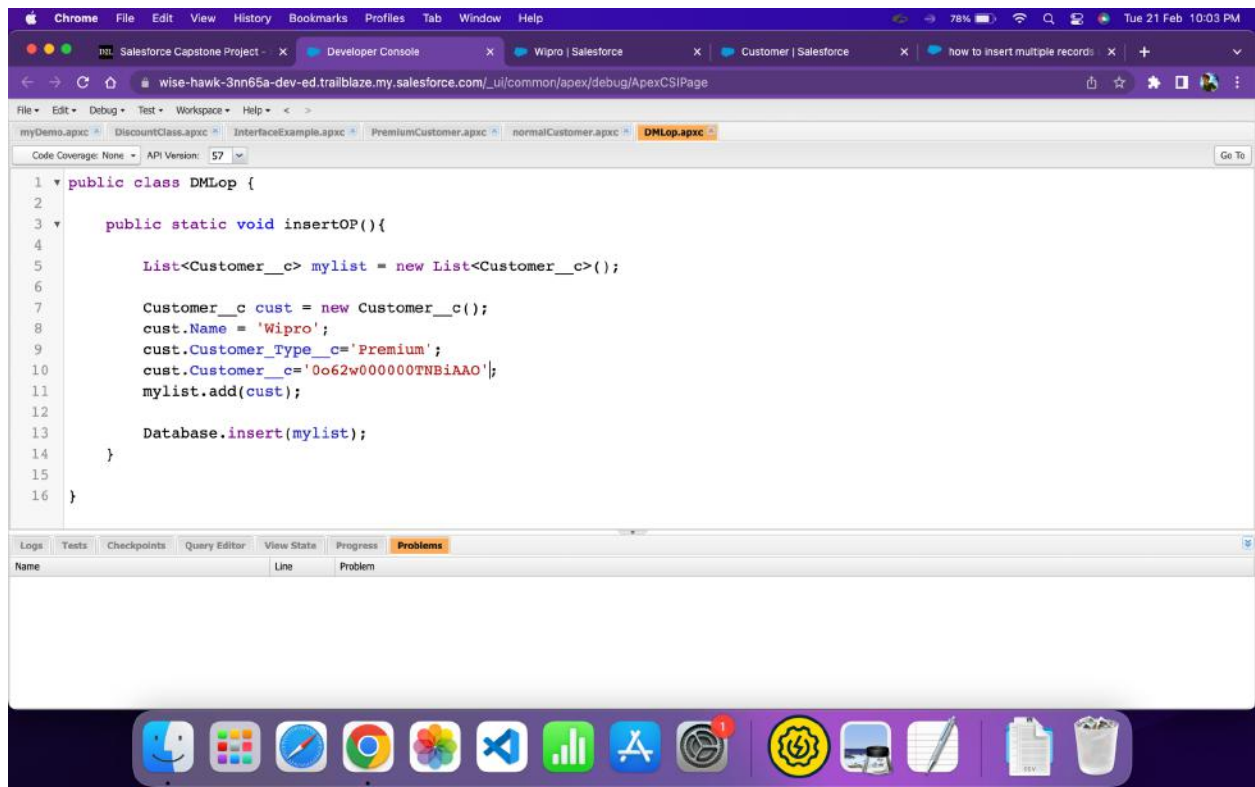 Chrome File Edit View History Bookmarks Profiles Tab Window Help 78% Tue 21 Feb 10:03 PM
Salesforce Capstone Project - X Developer Console X Wipro | Salesforce X Customer | Salesforce X how to insert multiple records X +
wise-hawk-3nn65a-dev-ed.trailblaze.my.salesforce.com/_ui/common/apex/debug/ApexCSIPage
File Edit Debug Test Workspace Help < >
myDemo.apxc DiscountClass.apxc InterfaceExample.apxc PremiumCustomer.apxc normalCustomer.apxc DMLop.apxc
Code Coverage: None API Version: 57 Go To
1 public class DMLop {
2
3 public static void insertOP(){
4
5 List<Customer__c> mylist = new List<Customer__c>();
6
7 Customer__c cust = new Customer__c();
8 cust.Name = 'Wipro';
9 cust.Customer_Type__c='Premium';
10 cust.Customer__c='0o62w000000TNBiAAO';
11 mylist.add(cust);
12
13 Database.insert(mylist);
14 }
15
16 }
Logs Tests Checkpoints Query Editor View State Progress Problems
Name Line Problem
1